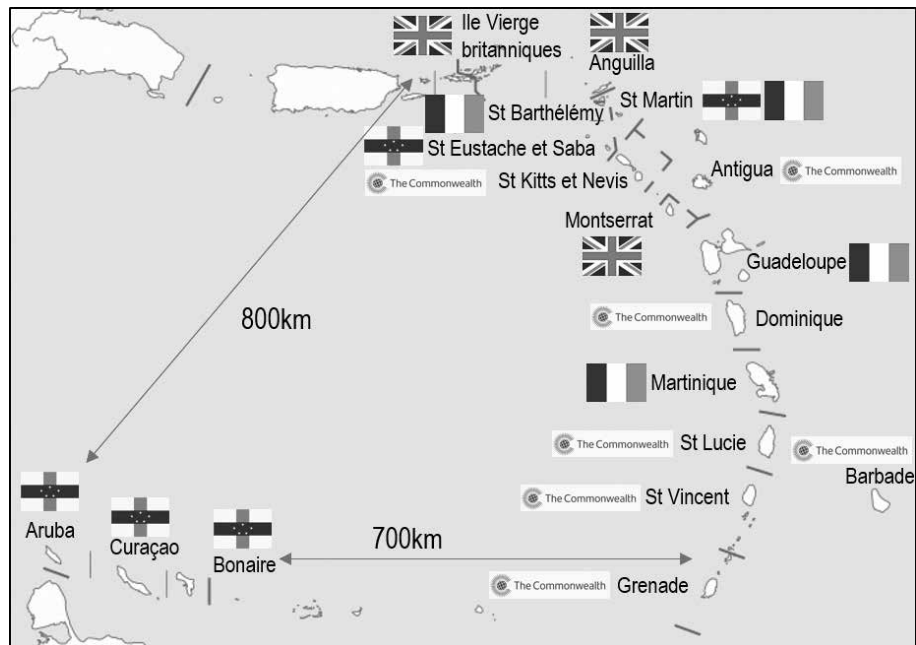 Ile Vierge
britanniques
Anguilla
St Martin
St Barthélémy
St Eustache et Saba
The Commonwealth
St Kitts et Nevis
Antigua
The Commonwealth
Montserrat
Guadeloupe
The Commonwealth
Dominique
800km
Martinique
The Commonwealth
St Lucie
The Commonwealth
Barbade
The Commonwealth
St Vincent
Aruba
Curaçao
Bonaire
700km
The Commonwealth
Grenade